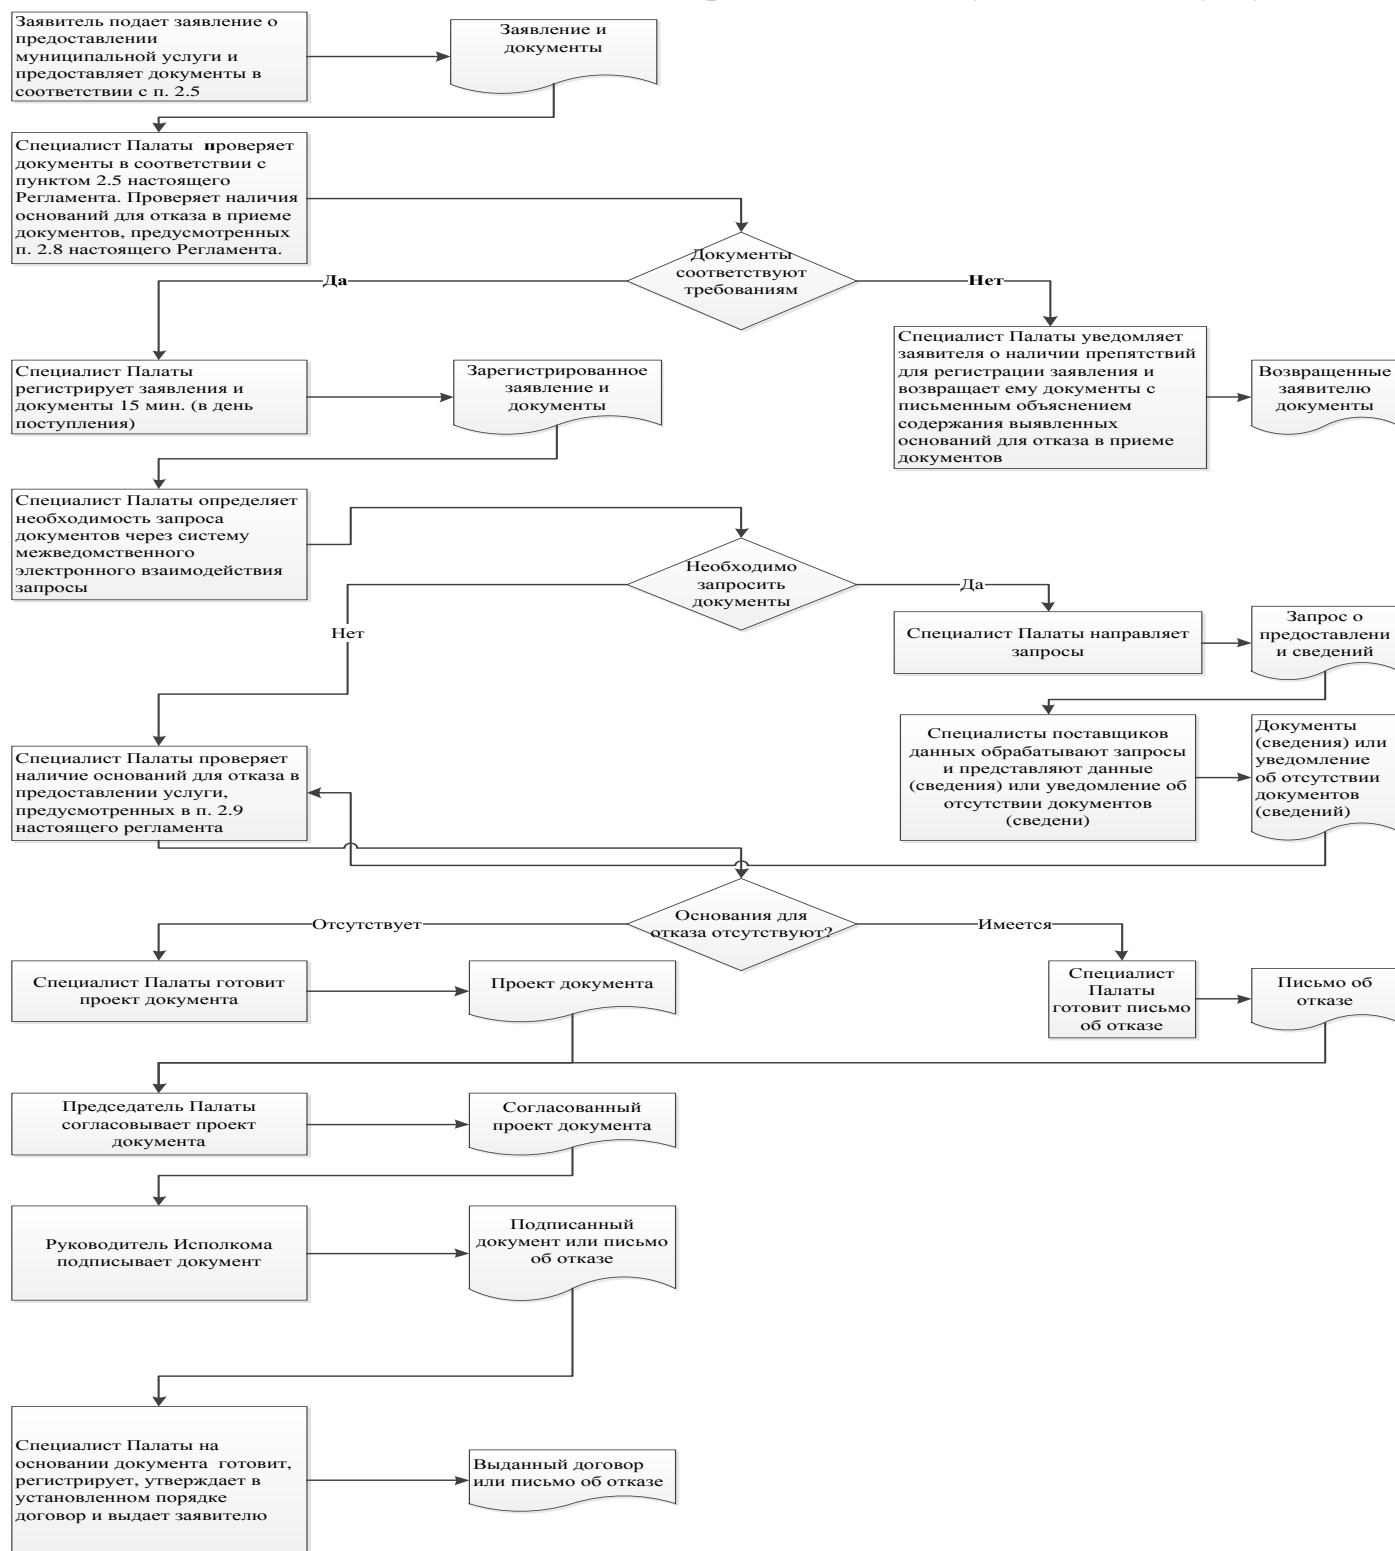 Заявитель подает заявление о
предоставлении
муниципальной услуги и
предоставляет документы в
соответствии с п. 2.5
Заявление и
документы
Специалист Палаты проверяет
документы в соответствии с
пунктом 2.5 настоящего
Регламента. Проверяет наличия
оснований для отказа в приеме
документов, предусмотренных
п. 2.8 настоящего Регламента.
Документы
соответствуют
требованиям
Да
Нет
Специалист Палаты
регистрирует заявления и
документы 15 мин. (в день
поступления)
Зарегистрированное
заявление и
документы
Специалист Палаты уведомляет
заявителя о наличии препятствий
для регистрации заявления и
возвращает ему документы с
письменным объяснением
содержания выявленных
оснований для отказа в приеме
документов
Возвращенные
заявителю
документы
Специалист Палаты определяет
необходимость запроса
документов через систему
межведомственного
электронного взаимодействия
запросы
Необходимо
запросить
документы
Да
Нет
Специалист Палаты направляет
запросы
Запрос о
предоставлени
и сведений
Специалисты поставщиков
данных обрабатывают запросы
и представляют данные
(сведения) или уведомление об
отсутствии документов
(сведени)
Документы
(сведения) или
уведомление
об отсутствии
документов
(сведений)
Специалист Палаты проверяет
наличие оснований для отказа в
предоставлении услуги,
предусмотренных в п. 2.9
настоящего регламента
Основания для
отказа отсутствуют?
Отсутствует
Имеется
Специалист Палаты готовит
проект документа
Проект документа
Специалист
Палаты
готовит письмо
об отказе
Письмо об
отказе
Председатель Палаты
согласовывает проект
документа
Согласованный
проект документа
Руководитель Исполкома
подписывает документ
Подписанный
документ или письмо
об отказе
Специалист Палаты на
основании документа готовит,
регистрирует, утверждает в
установленном порядке
договор и выдает заявителю
Выданный договор
или письмо об отказе